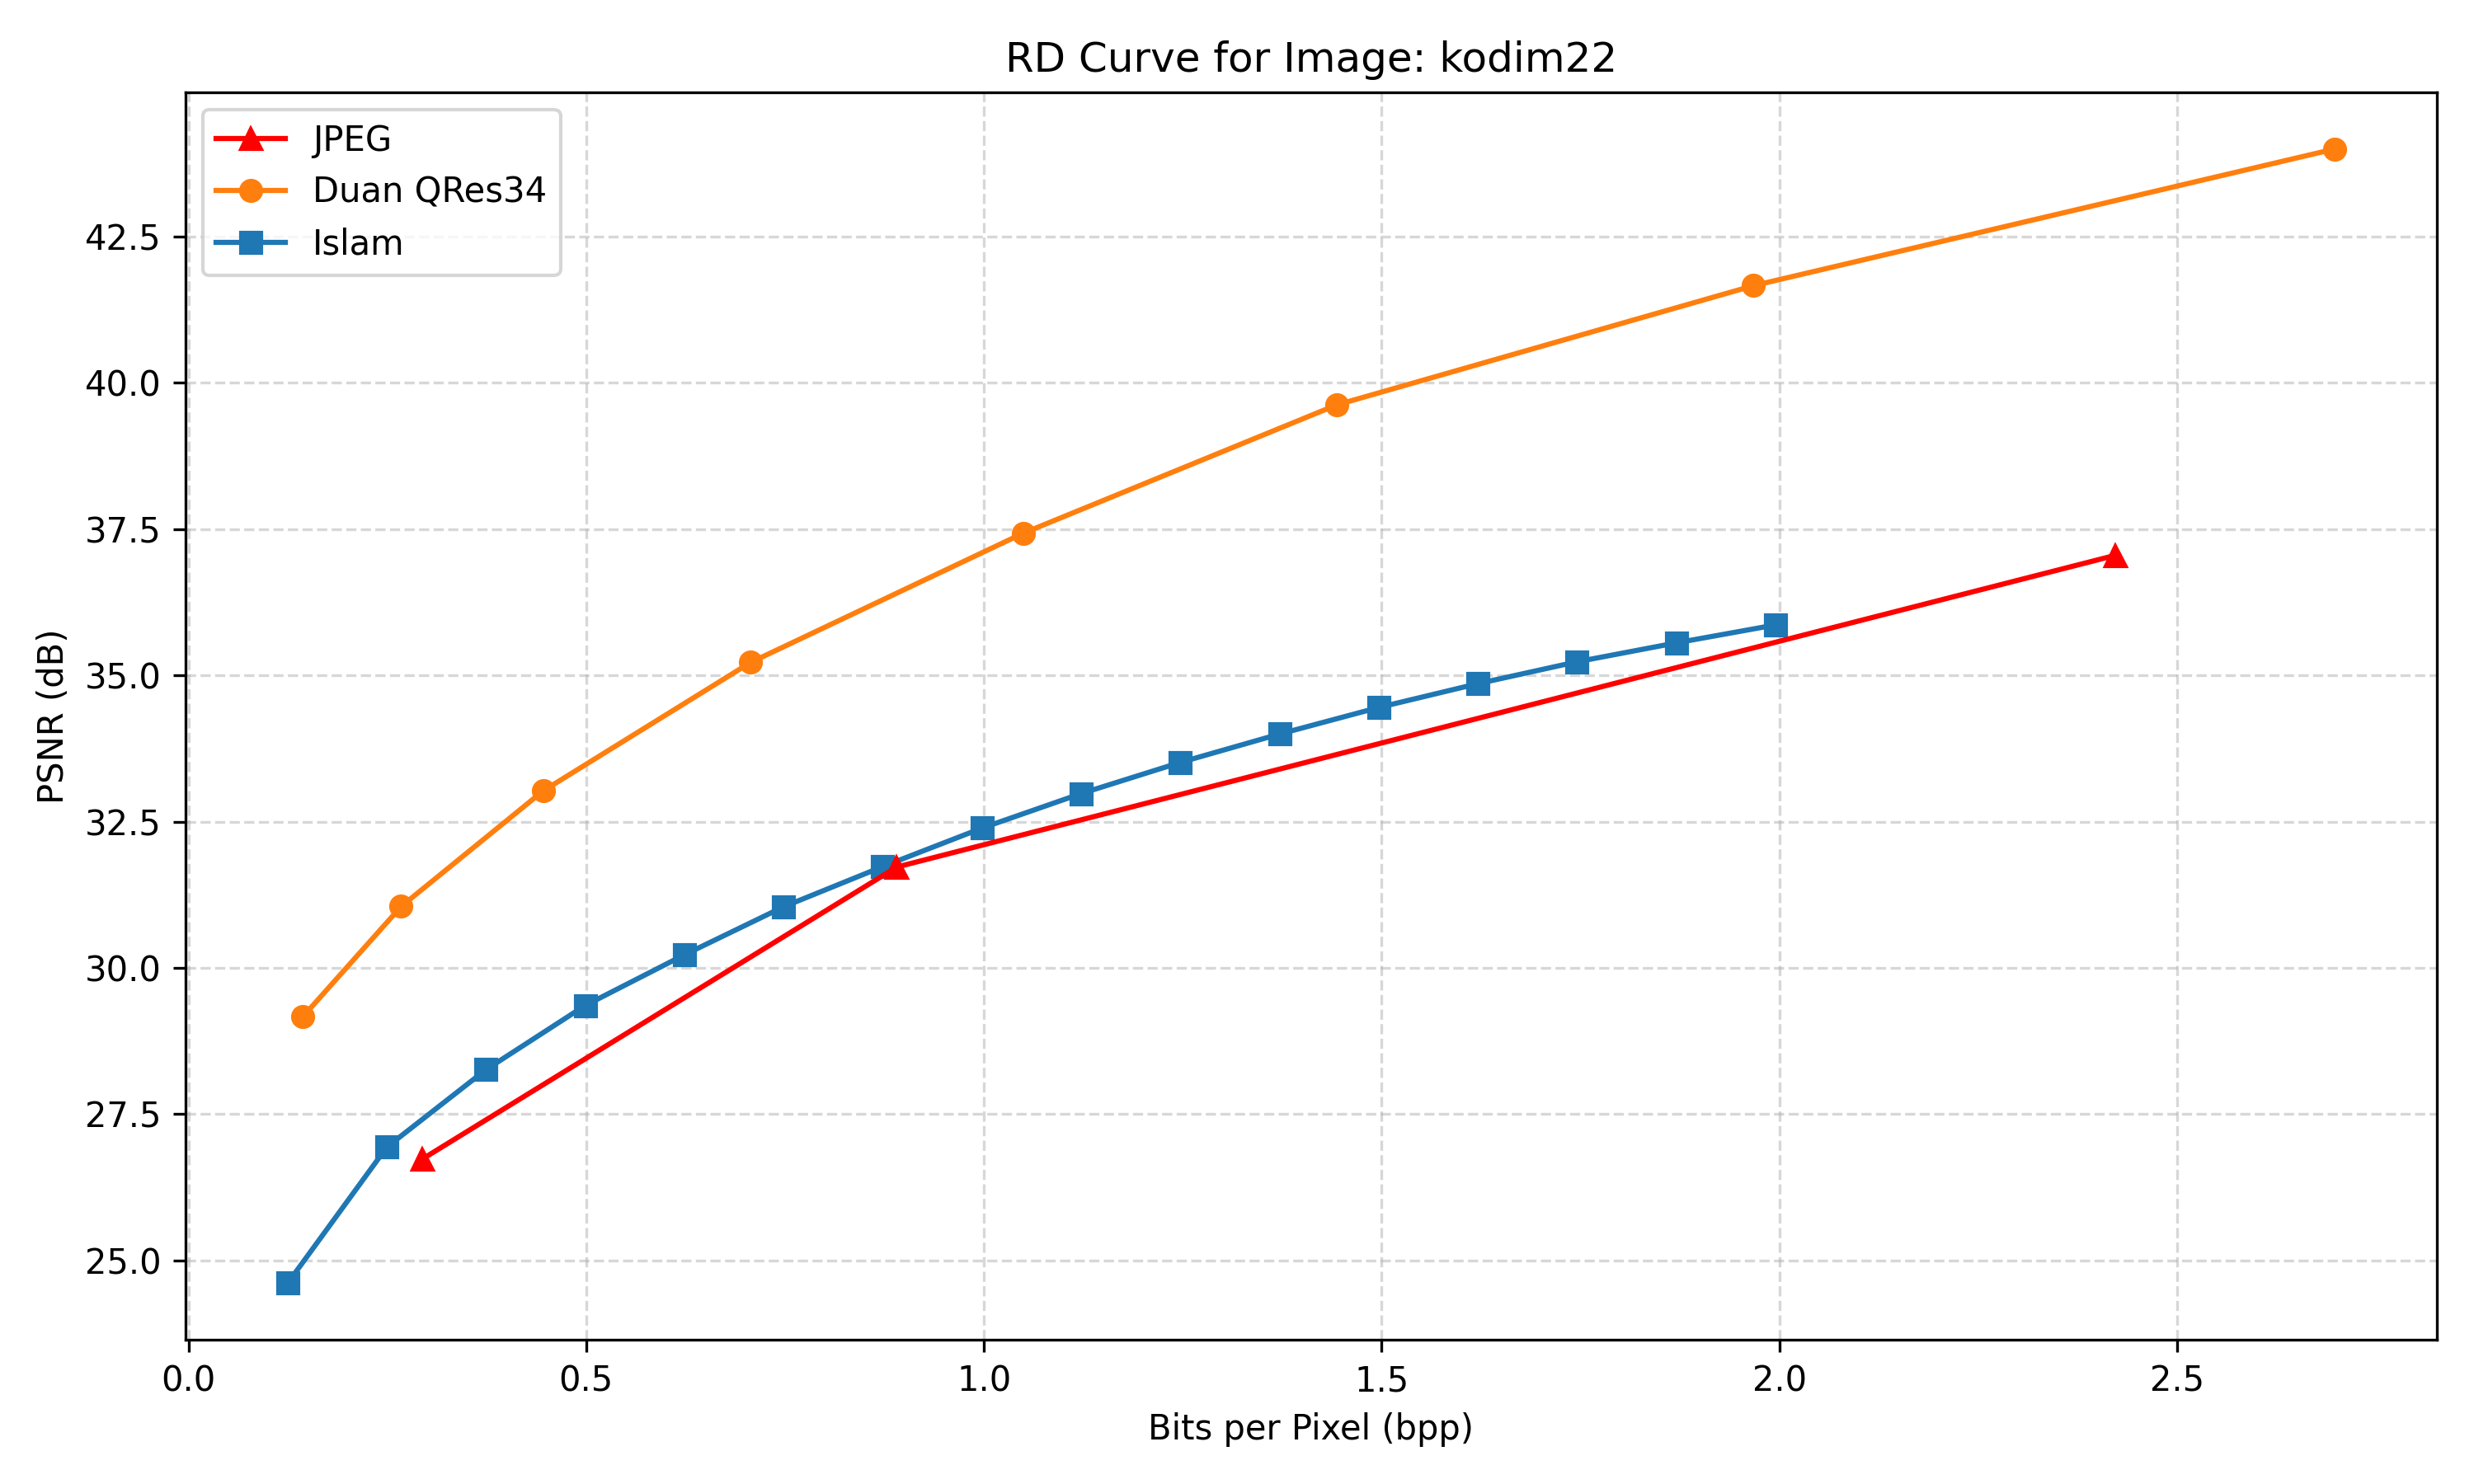 RD Curve for Image: kodim22
JPEG
Duan QRes34
Islam
PSNR (dB)
42.5
40.0
37.5
35.0
32.5
30.0
27.5
25.0
0.0 0.5 1.0 1.5 2.0 2.5
Bits per Pixel (bpp)